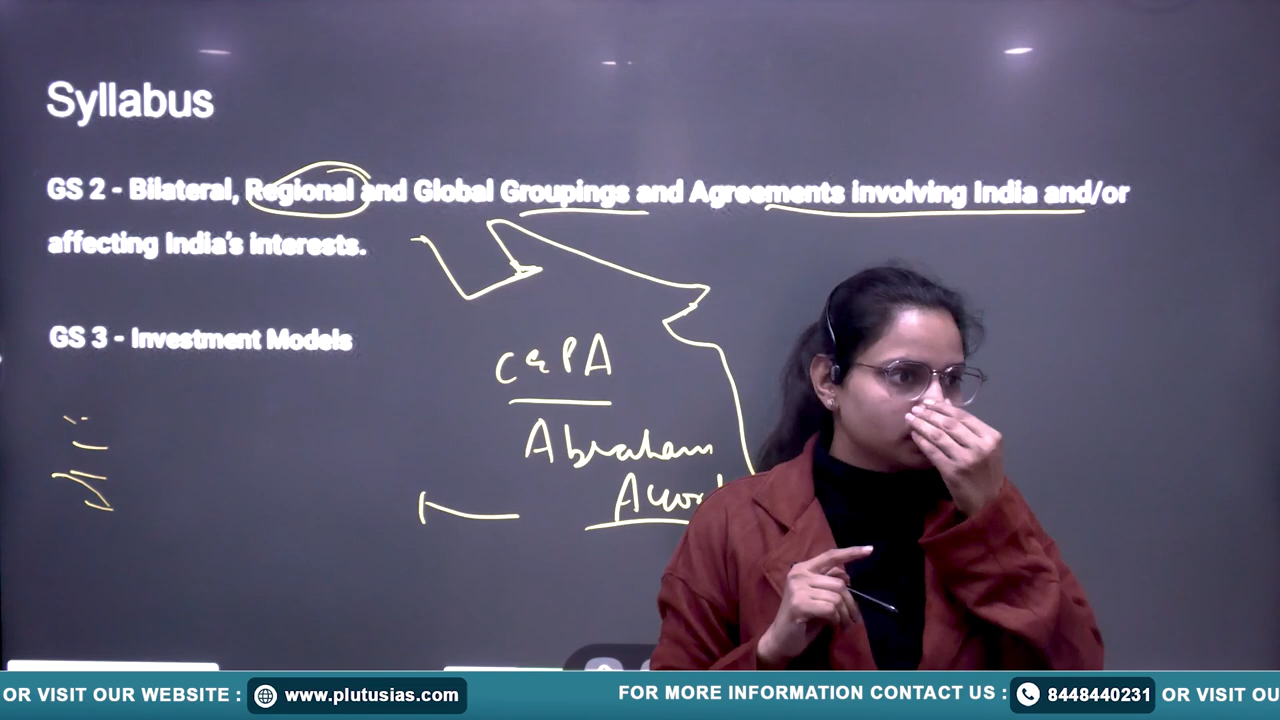 Syllabus
GS 2 - Bilateral, Regional and Global Groupings and Agreements involving India and/or
affecting India's interests.
GS 3 - Investment Models
CEPA
Abraham
OR VISIT OUR WEBSITE : www.plutusias.com FOR MORE INFORMATION CONTACT US : 8448440231 OR VISIT OU